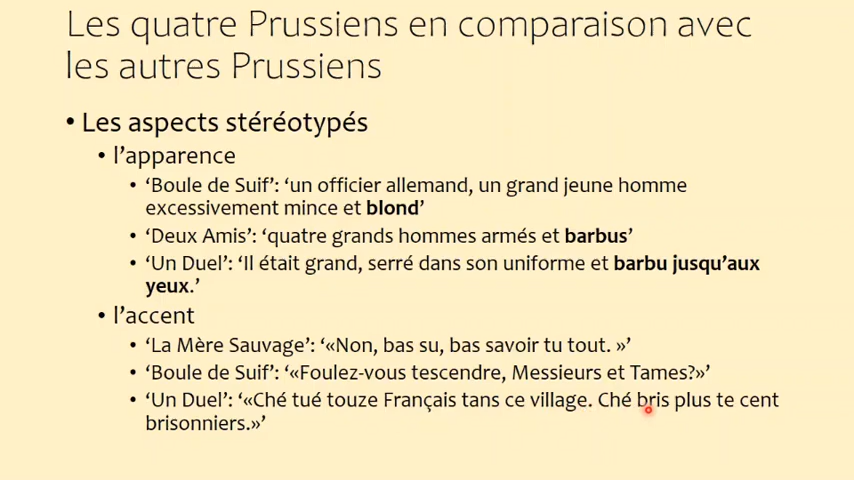 Les quatre Prussiens en comparaison avec
les autres Prussiens
• Les aspects stéréotypés
• l’apparence
• ‘Boule de Suif’: ‘un officier allemand, un grand jeune homme
excessivement mince et blond’
• ‘Deux Amis’: ‘quatre grands hommes armés et barbus’
• ‘Un Duel’: ‘Il était grand, serré dans son uniforme et barbu jusqu’aux
yeux.’
• l’accent
• ‘La Mère Sauvage’: ‘«Non, bas su, bas savoir tu tout. »’
• ‘Boule de Suif’: ‘«Foulez-vous tescendre, Messieurs et Tames?»’
• ‘Un Duel’: ‘«Ché tué touze Français tans ce village. Ché bris plus te cent
brisonniers.»’